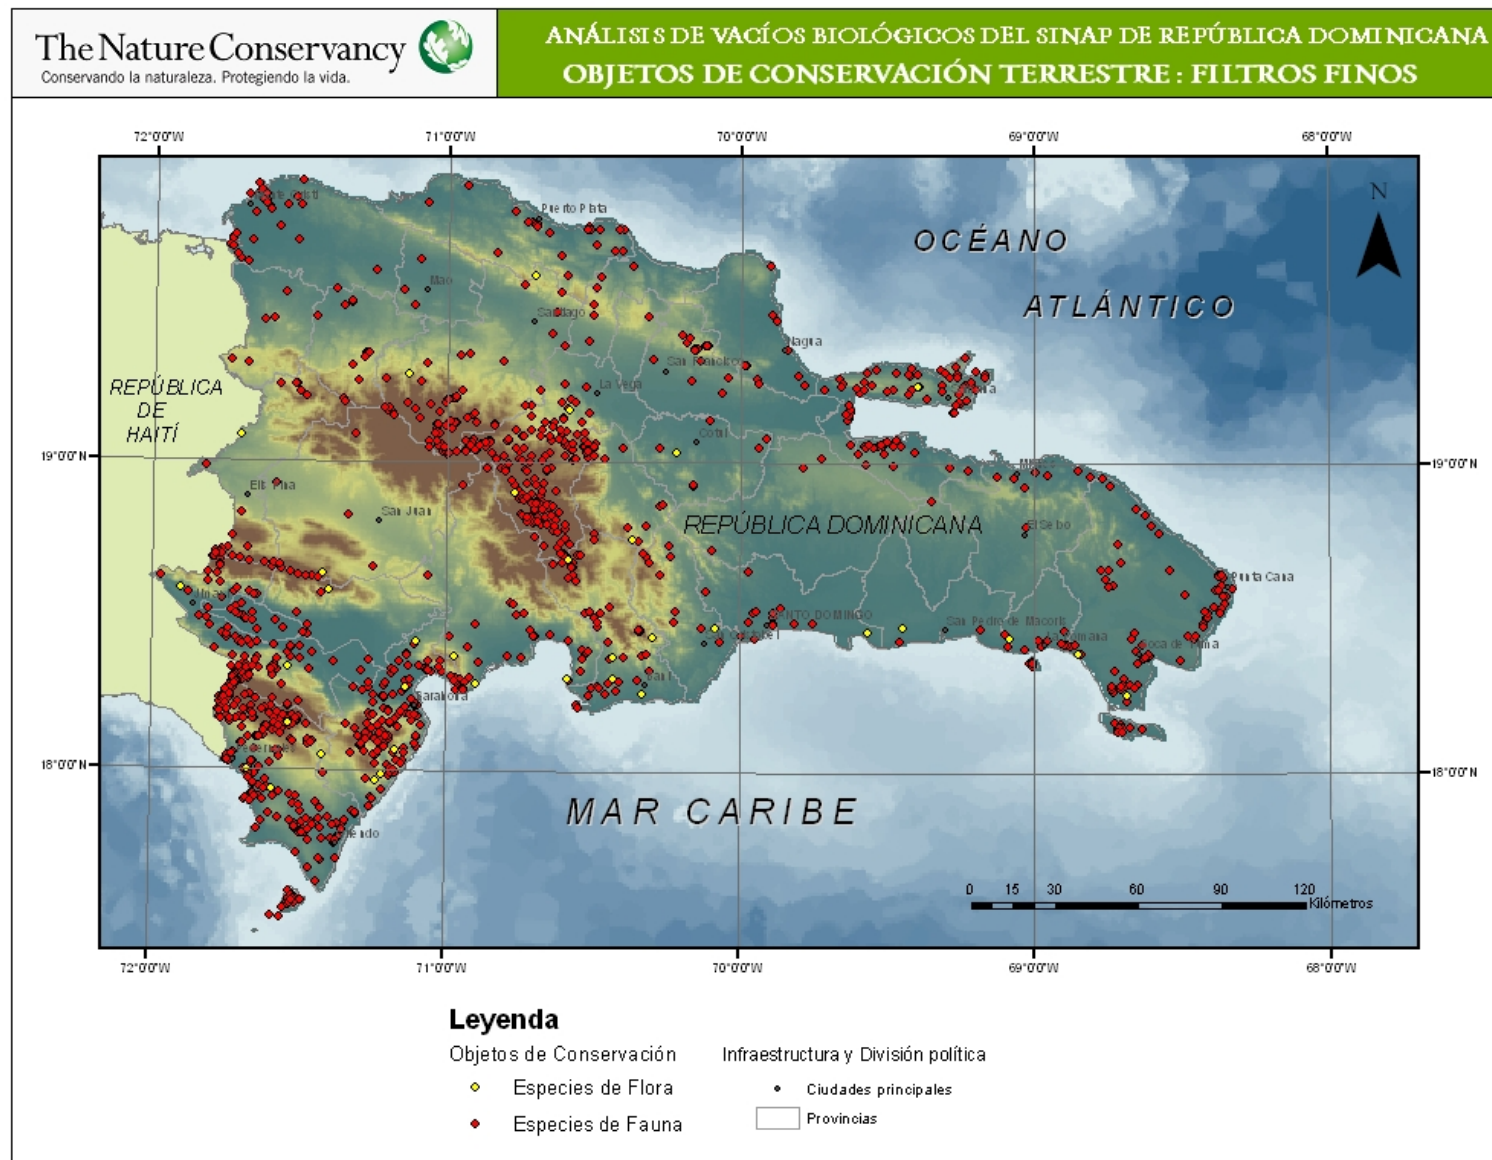 The Nature Conservancy
Conservando la naturaleza. Protegiendo la vida.
ANÁLISIS DE VACÍOS BIOLÓGICOS DEL SINAP DE REPÚBLICA DOMINICANA
OBJETOS DE CONSERVACIÓN TERRESTRE : FILTROS FINOS
72°0'0"W
71°0'0"W
70°0'0"W
69°0'0"W
68°0'0"W
N
Puerto Plata
OCÉANO
Mao
ATLÁNTICO
Santiago
Nagua
San Francisco
REPÚBLICA
DE
HAITÍ
La Vega
Cotuí
19°0'0"N
19°0'0"N
San Juan
REPÚBLICA DOMINICANA
El Seibo
Punta Cana
SANTO DOMINGO
San Pedro de Macorís
La Romana
Boca de Yuma
Baní
Barahona
18°0'0"N
18°0'0"N
MAR CARIBE
0 15 30 60 90 120
Kilómetros
72°0'0"W
71°0'0"W
70°0'0"W
69°0'0"W
68°0'0"W
Leyenda
Objetos de Conservación
Infraestructura y División política
Especies de Flora
Ciudades principales
Especies de Fauna
Provincias